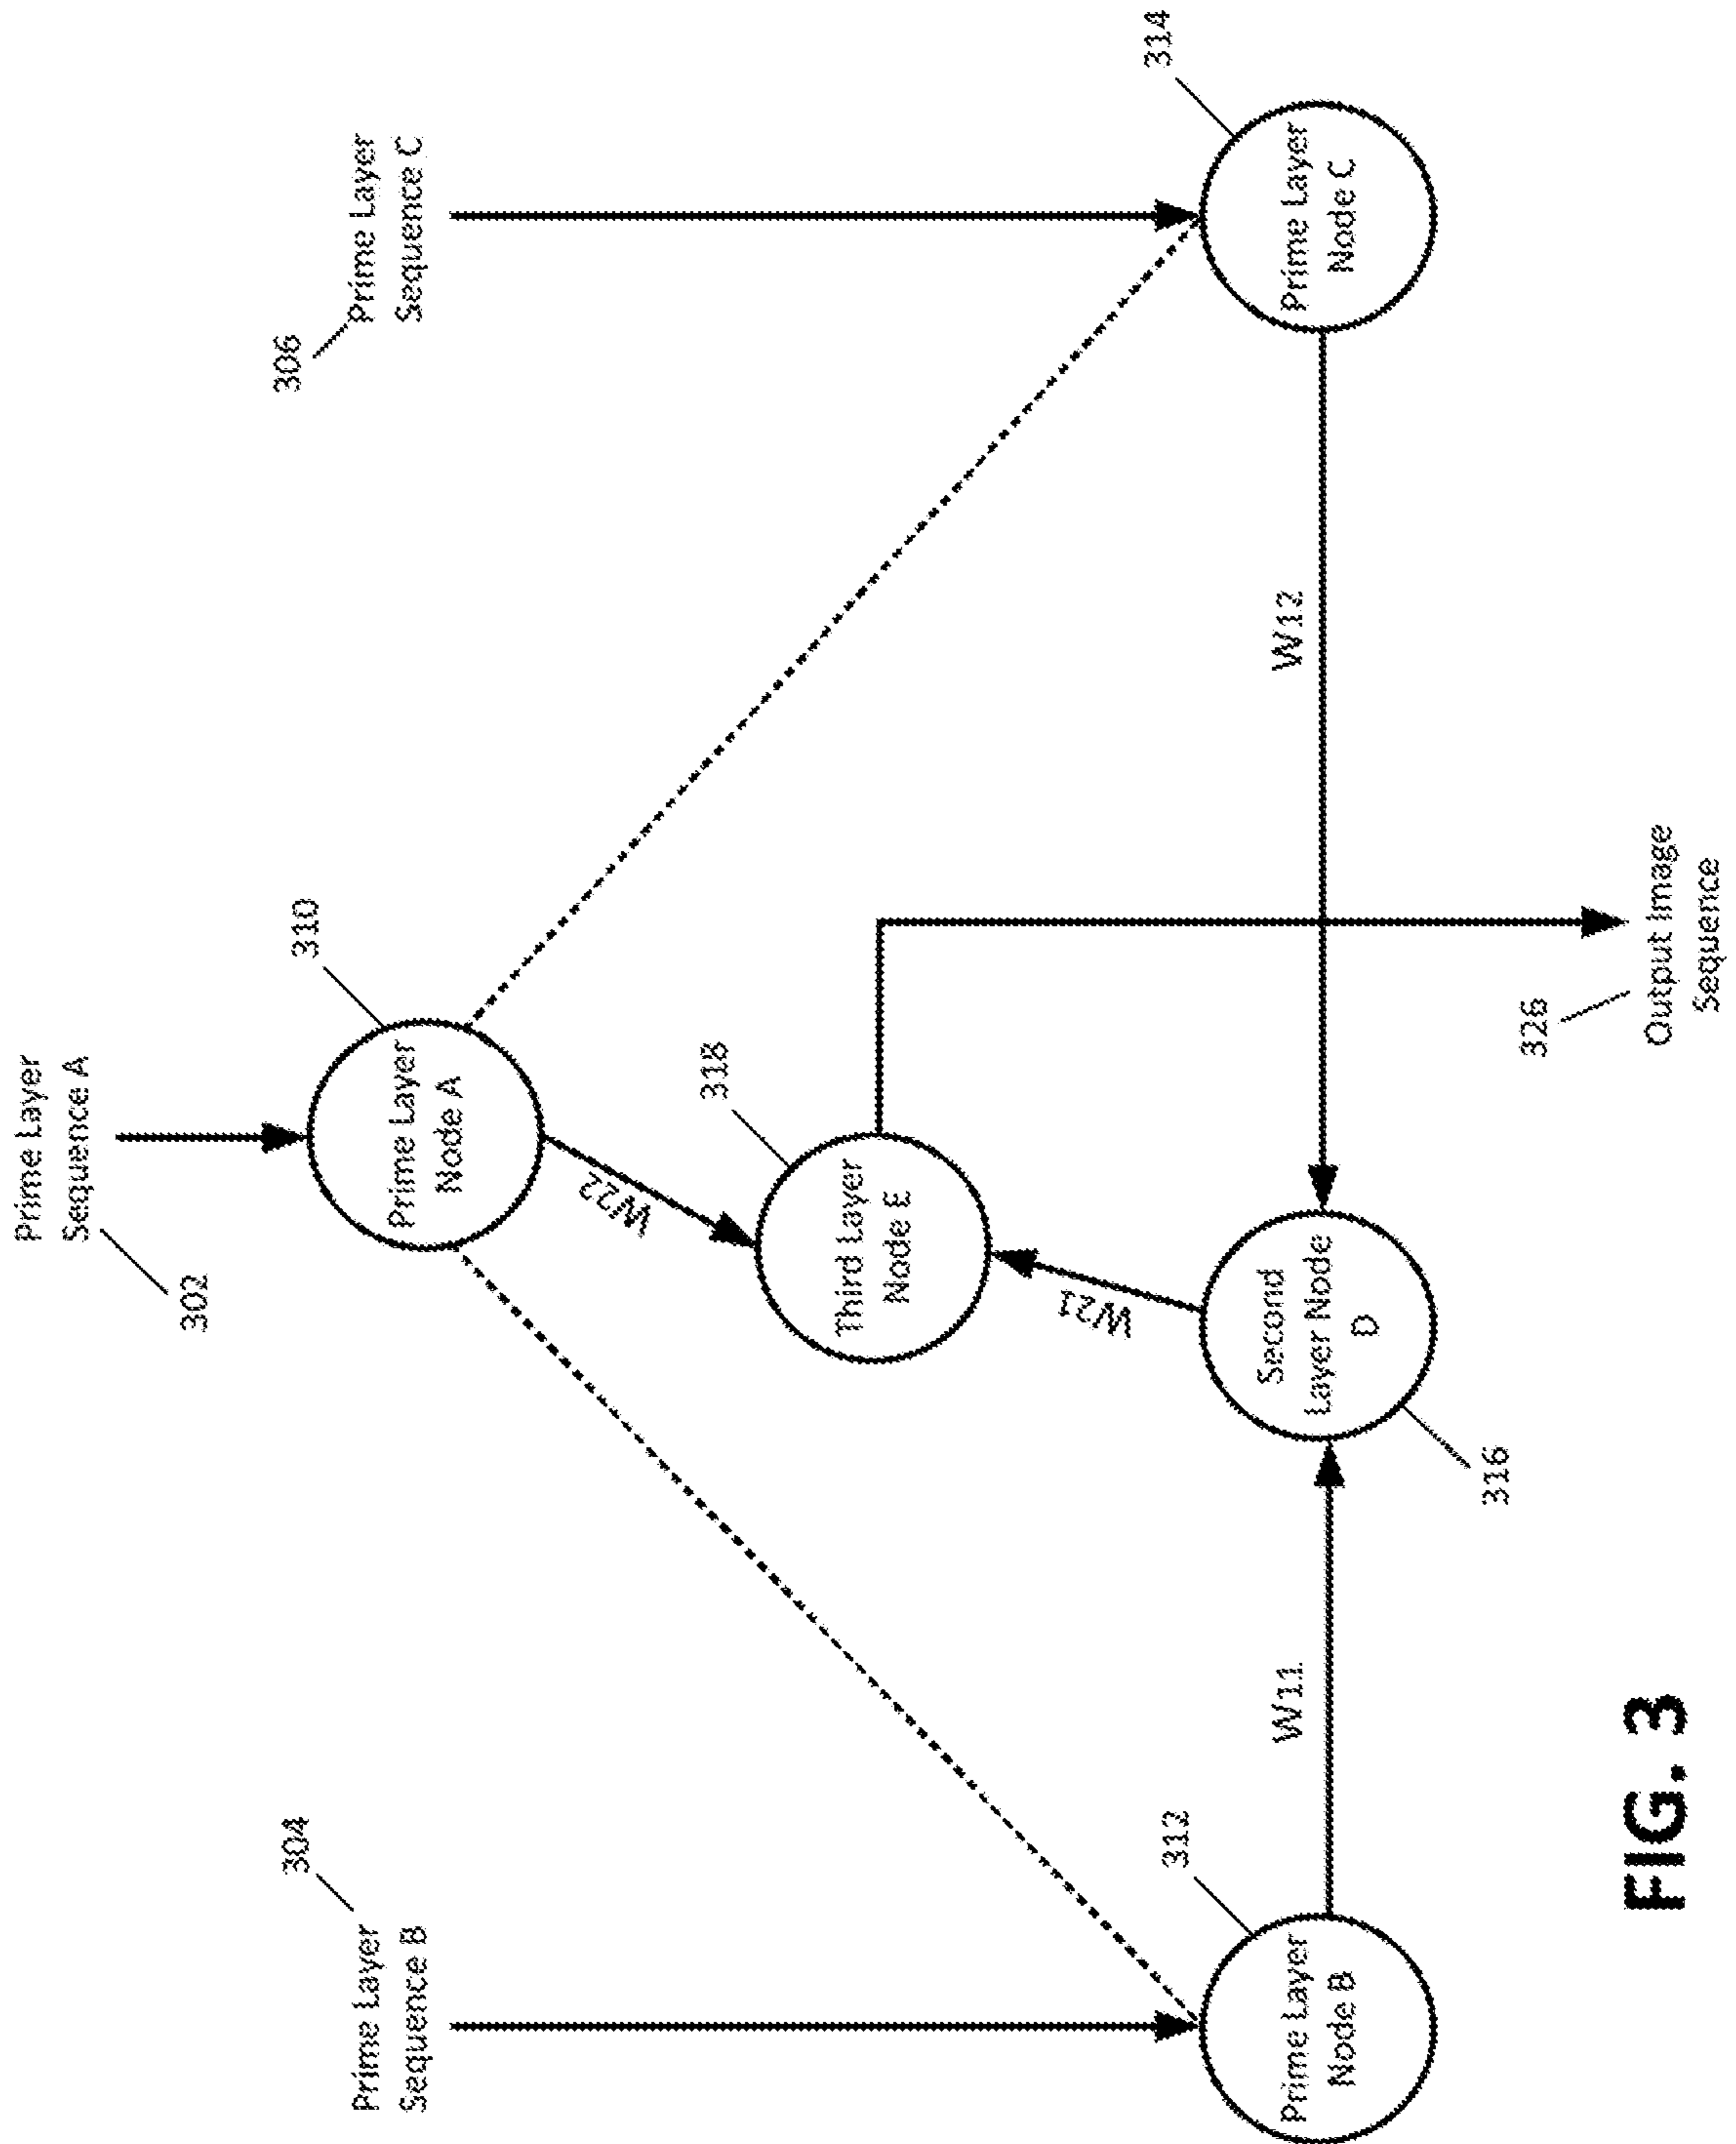 Prime Layer
Sequence A
302
304
Prime Layer
Sequence B
306
Prime Layer
Sequence C
310
Prime Layer
Node A
W22
318
Third Layer
Node E
W21
312
Prime Layer
Node B
W11
Second
Layer Node
D
316
W12
314
Prime Layer
Node C
326
Output Image
Sequence
FIG. 3